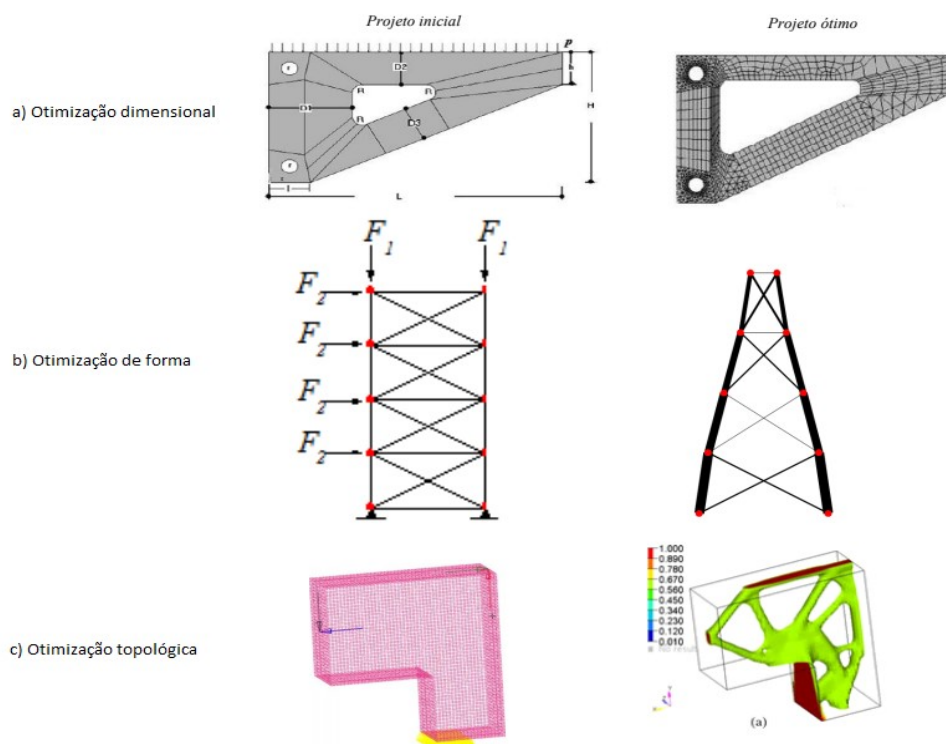 Projeto inicial
Projeto ótimo
a) Otimização dimensional
P
r
D2
h
R
R
H
D1
D3
R
r
l
L
F1 F1
F2
F2
b) Otimização de forma
F2
F2
c) Otimização topológica
1.000
0.890
0.780
0.670
0.560
0.450
0.340
0.230
0.120
0.010
No result
(a)